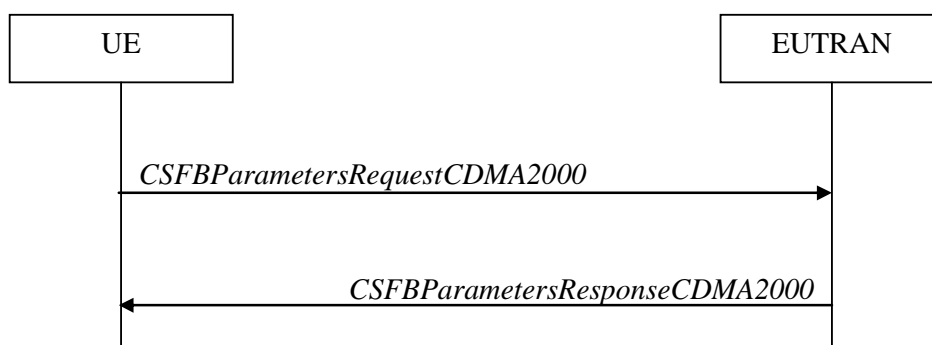 UE
EUTRAN
CSFBParametersRequestCDMA2000
CSFBParametersResponseCDMA2000